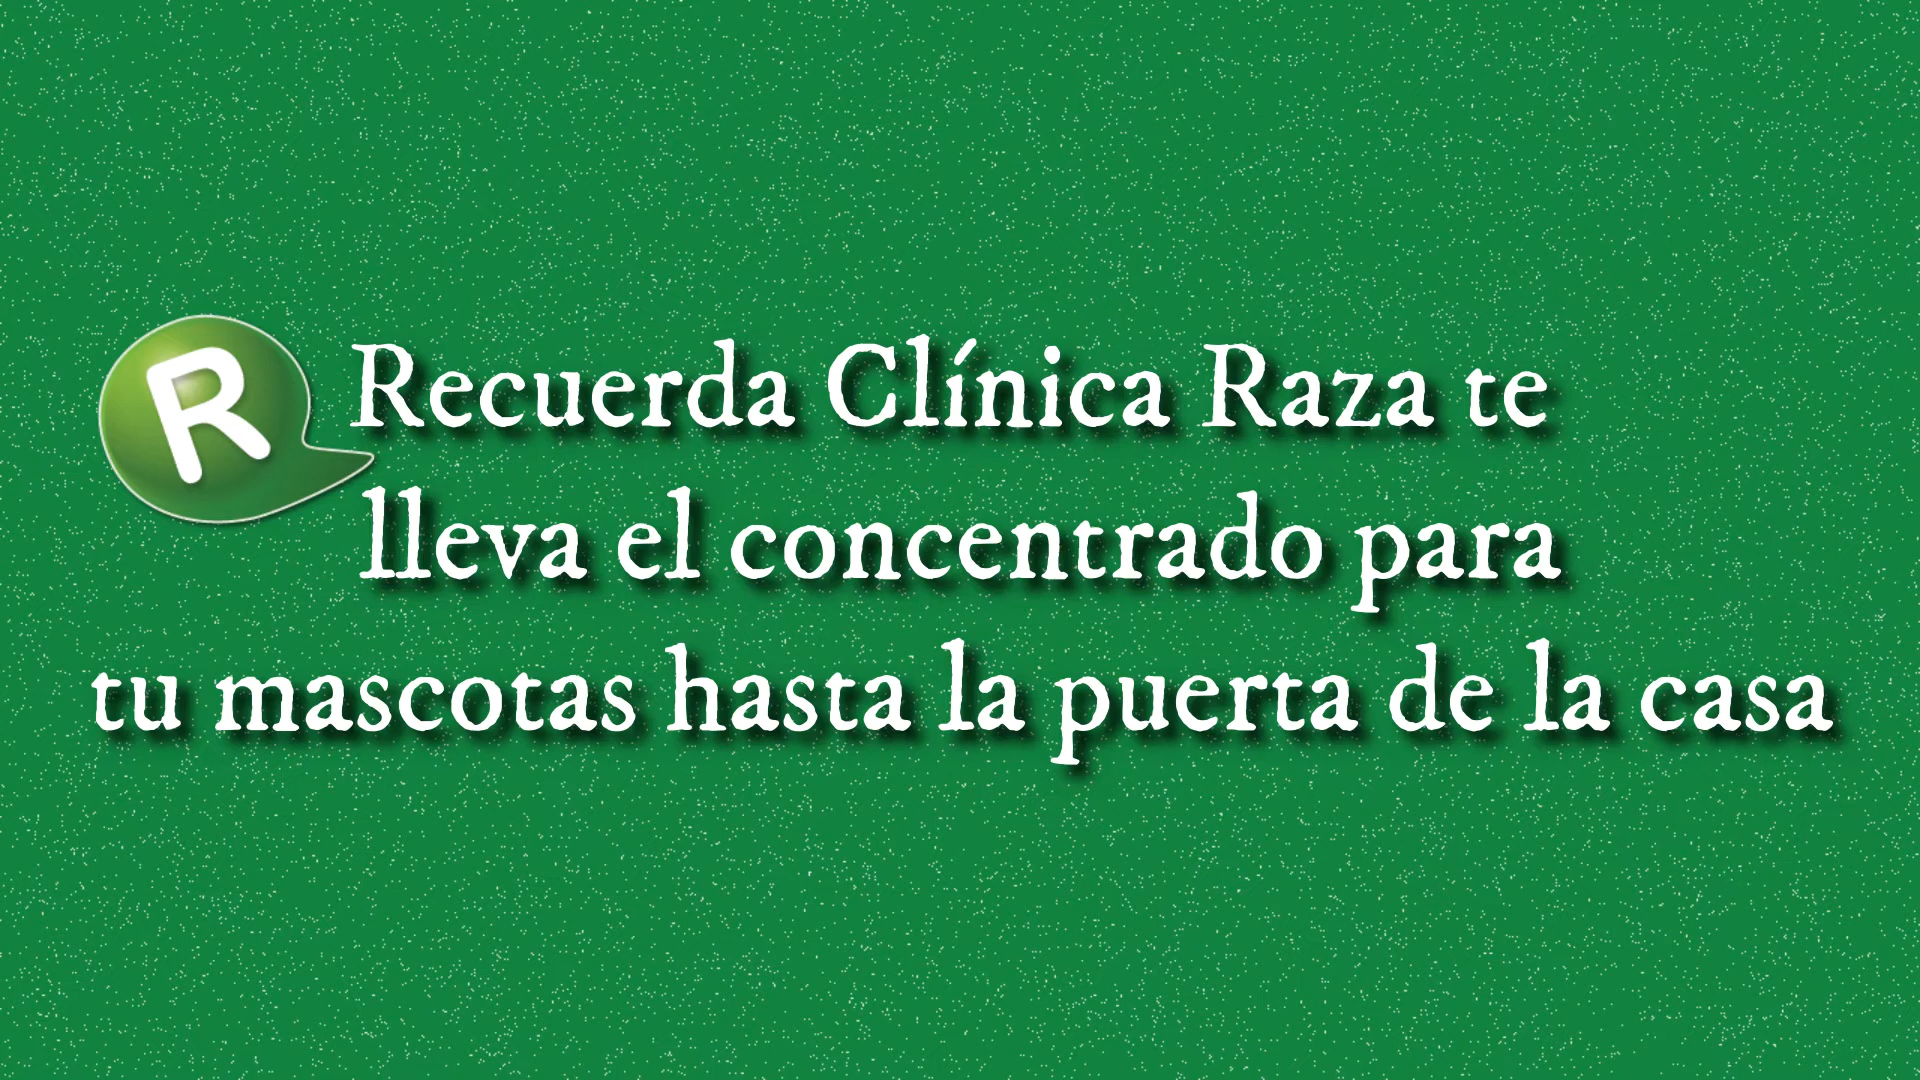 R
Recuerda Clínica Raza te
lleva el concentrado para
tu mascotas hasta la puerta de la casa